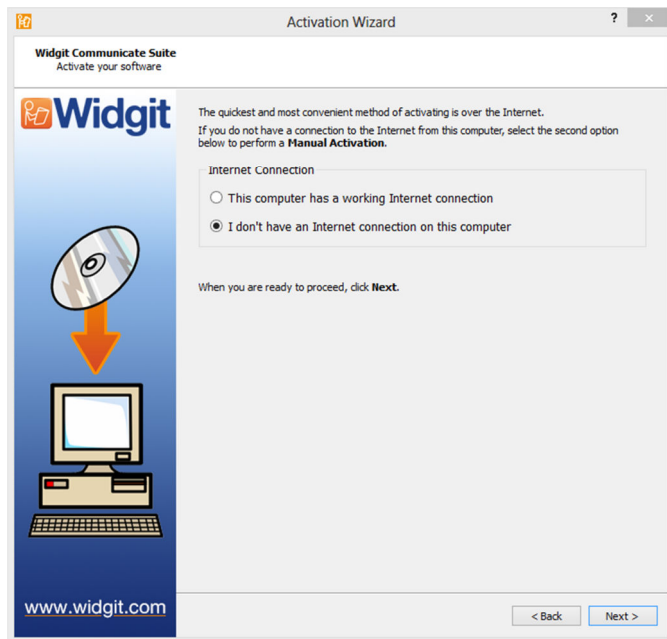 Activation Wizard
?
×
Widgit Communicate Suite
Activate your software
Widgit
The quickest and most convenient method of activating is over the Internet.
If you do not have a connection to the Internet from this computer, select the second option
below to perform a Manual Activation.
Internet Connection
This computer has a working Internet connection
I don't have an Internet connection on this computer
When you are ready to proceed, click Next.
www.widgit.com
< Back
Next >